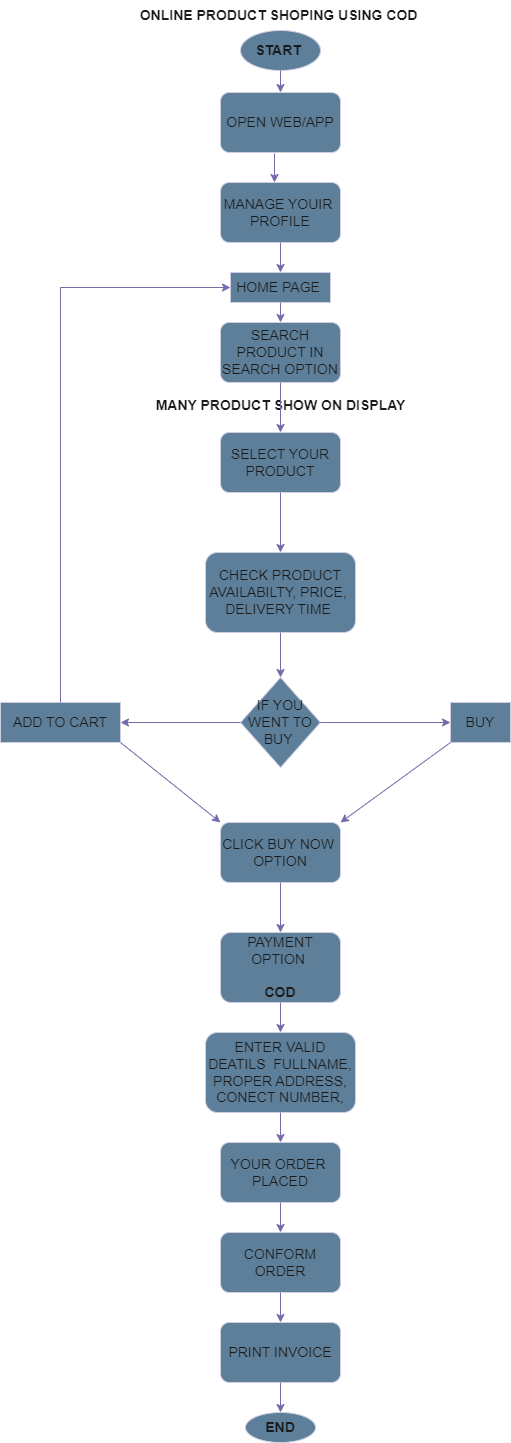 ONLINE PRODUCT SHOPING USING COD
START
OPEN WEB/APP
MANAGE YOUIR
PROFILE
HOME PAGE
SEARCH
PRODUCT IN
SEARCH OPTION
MANY PRODUCT SHOW ON DISPLAY
SELECT YOUR
PRODUCT
CHECK PRODUCT
AVAILABILTY, PRICE,
DELIVERY TIME
IF YOU
WENT TO
BUY
ADD TO CART
BUY
CLICK BUY NOW
OPTION
PAYMENT
OPTION
COD
ENTER VALID
DEATILS FULLNAME,
PROPER ADDRESS,
CONECT NUMBER,
YOUR ORDER
PLACED
CONFORM
ORDER
PRINT INVOICE
END